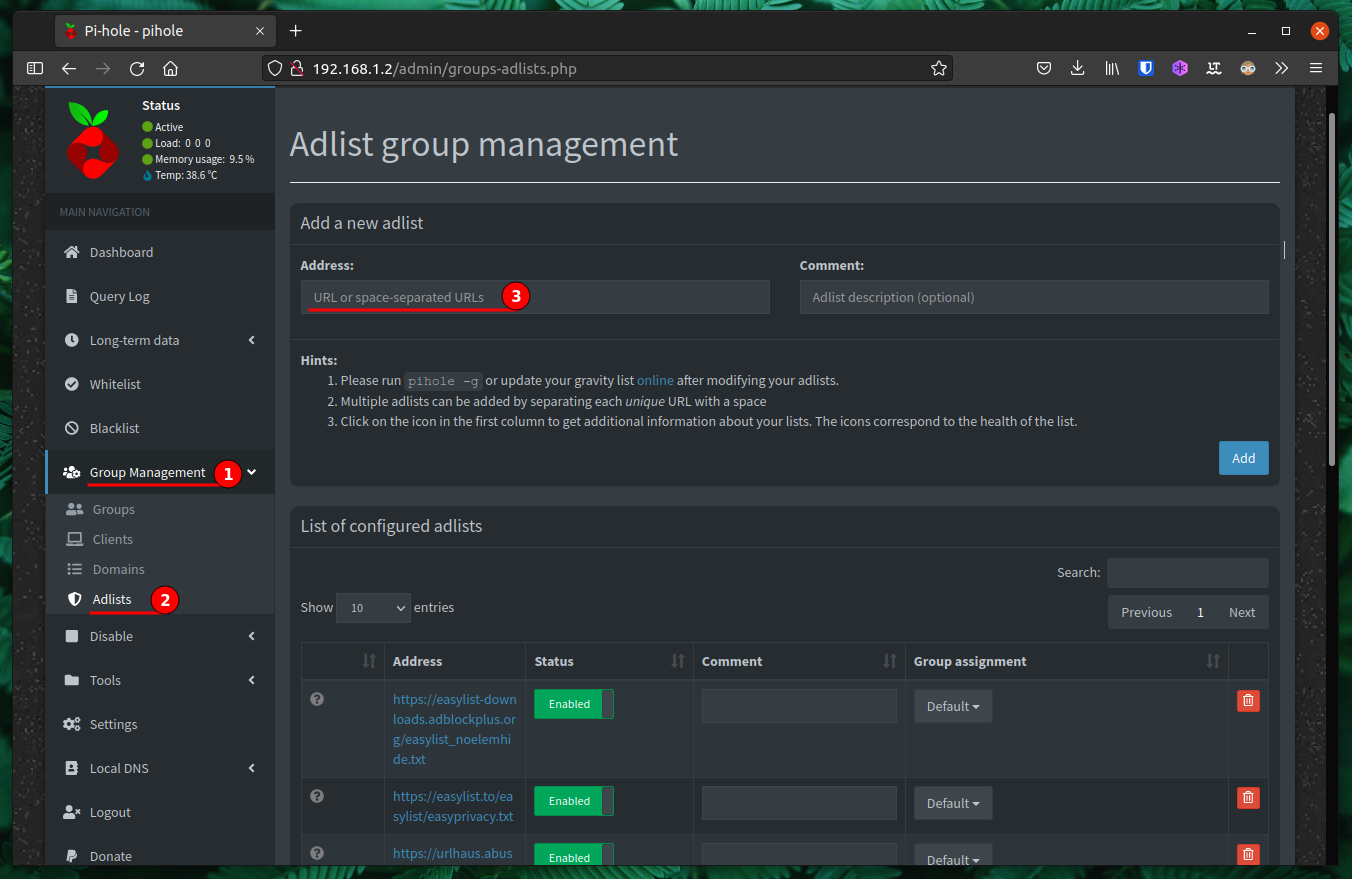 Pi-hole - pihole
192.168.1.2/admin/groups-adlists.php
Status
Active
Load: 0 0 0
Memory usage: 9.5 %
Temp: 38.6 °C
MAIN NAVIGATION
Dashboard
Query Log
Long-term data
Whitelist
Blacklist
Group Management 1
Groups
Clients
Domains
Adlists 2
Disable
Tools
Settings
Local DNS
Logout
Donate
Adlist group management
Add a new adlist
Address:
URL or space-separated URLs 3
Comment:
Adlist description (optional)
Hints:
1. Please run pihole -g or update your gravity list online after modifying your adlists.
2. Multiple adlists can be added by separating each unique URL with a space
3. Click on the icon in the first column to get additional information about your lists. The icons correspond to the health of the list.
Add
List of configured adlists
Search:
Show 10 entries
Previous 1 Next
Address Status Comment Group assignment
https://easylist-down
loads.adblockplus.or
g/easylist_noelemhi
de.txt
Enabled
Default
https://easylist.to/ea
sylist/easyprivacy.txt
Enabled
Default
https://urlhaus.abus
Enabled
Default